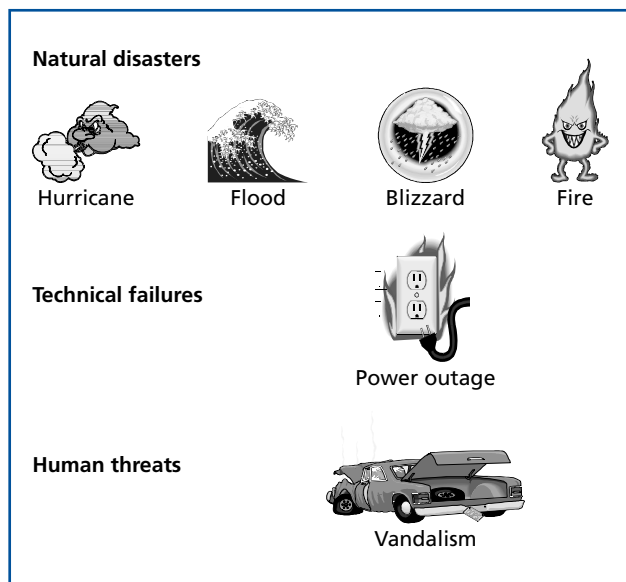 Natural disasters
Hurricane Flood Blizzard Fire
Technical failures
Power outage
Human threats
Vandalism